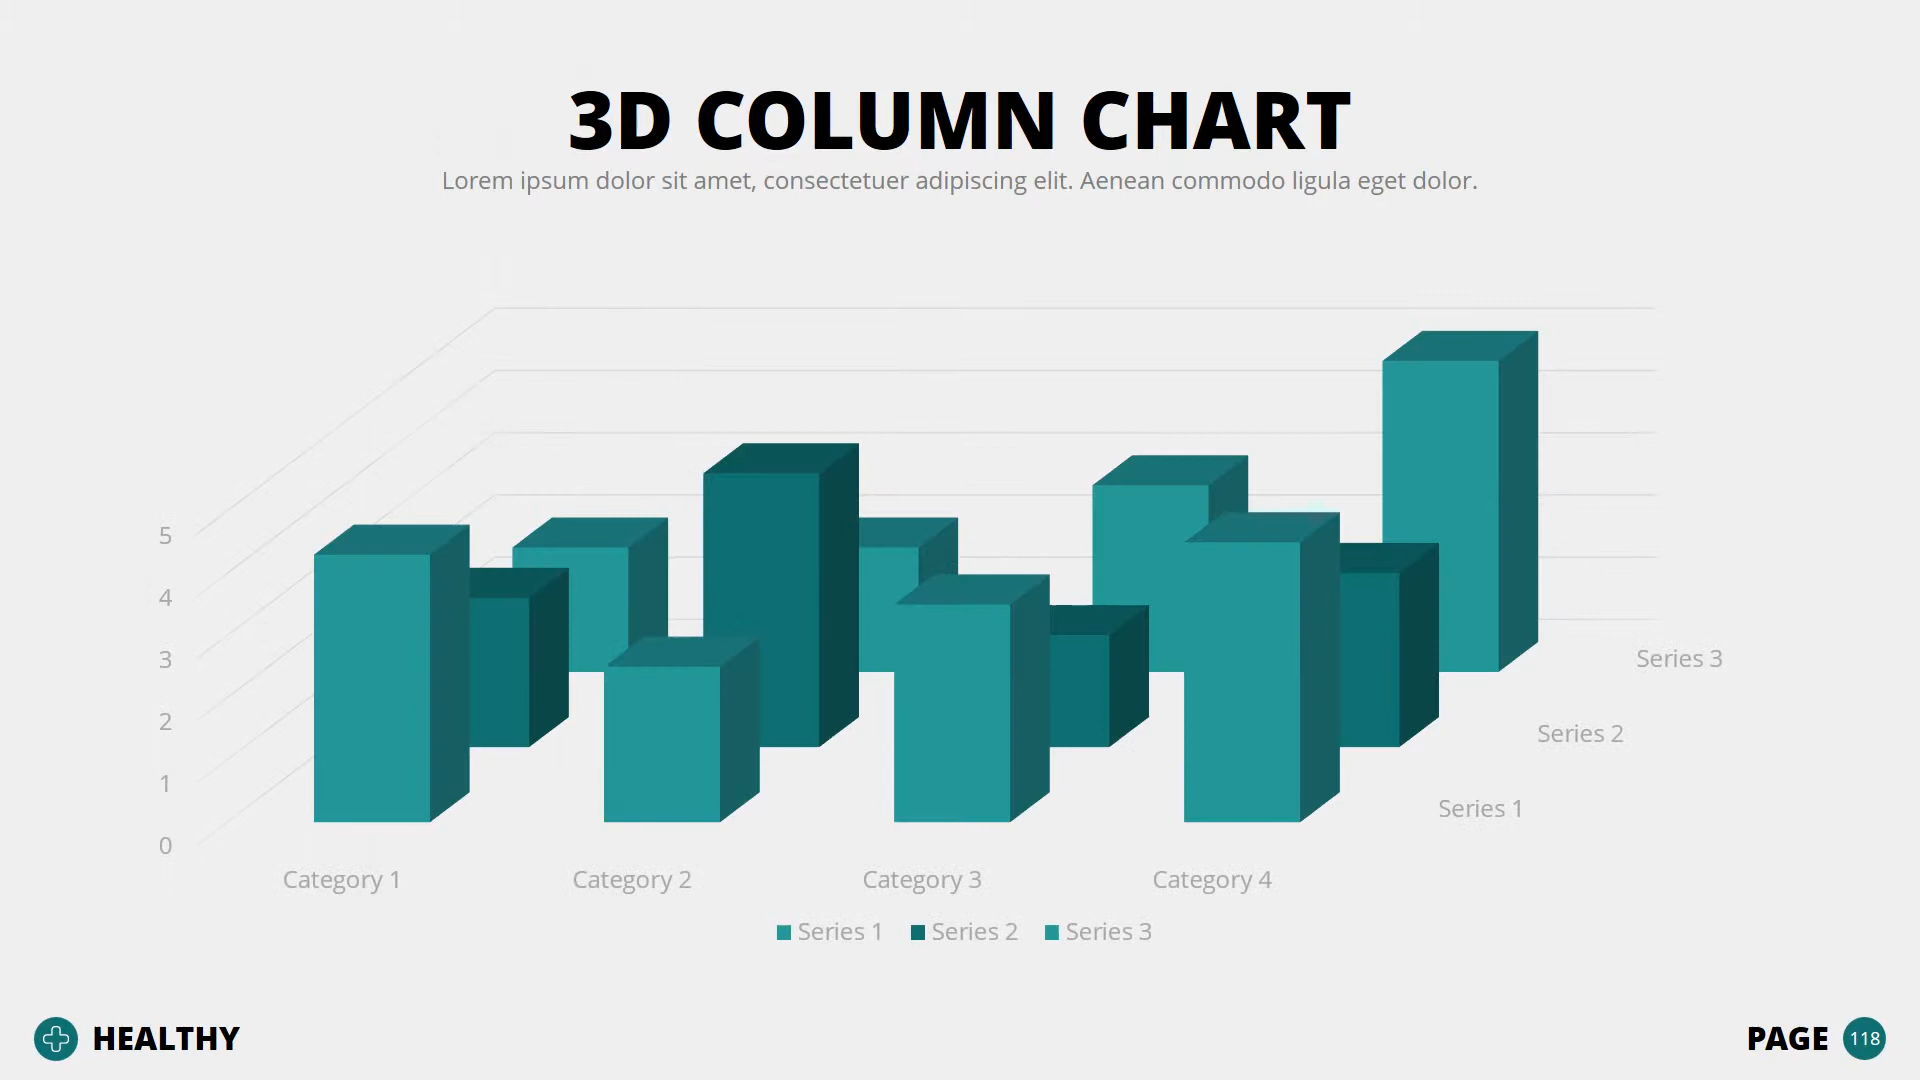 3D COLUMN CHART
Lorem ipsum dolor sit amet, consectetuer adipiscing elit. Aenean commodo ligula eget dolor.
5
4
3
2
1
0
Series 3
Series 2
Series 1
Category 1 Category 2 Category 3 Category 4
Series 1 Series 2 Series 3
HEALTHY
PAGE 118